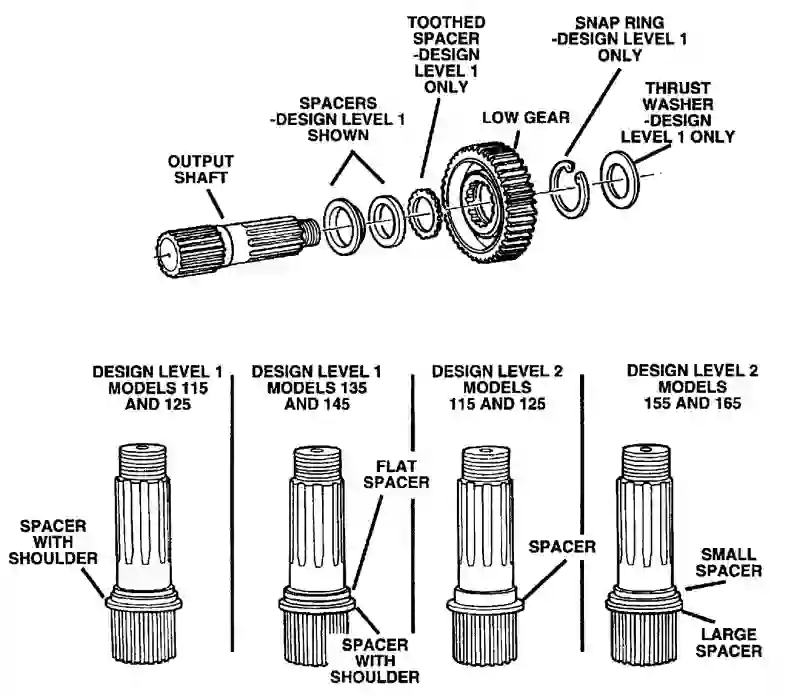 TOOTHED
SPACER
-DESIGN
LEVEL 1
ONLY
SNAP RING
-DESIGN LEVEL 1
ONLY
SPACERS
-DESIGN LEVEL 1
SHOWN
LOW GEAR
THRUST
WASHER
-DESIGN
LEVEL 1 ONLY
OUTPUT
SHAFT
DESIGN LEVEL 1
MODELS 115
AND 125
DESIGN LEVEL 1
MODELS 135
AND 145
DESIGN LEVEL 2
MODELS
115 AND 125
DESIGN LEVEL 2
MODELS
155 AND 165
SPACER
WITH
SHOULDER
FLAT
SPACER
SPACER
WITH
SHOULDER
SPACER
SMALL
SPACER
LARGE
SPACER